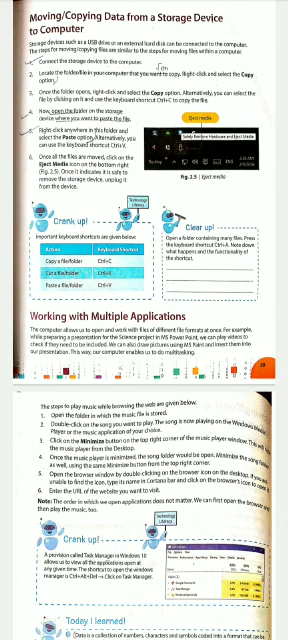 Moving/Copying Data from a Storage Device
to Computer
Storage devices such as a USB drive or an external hard disk can be connected to the computer.
The steps for moving/copying files are similar to the steps for moving files within a computer.
1. Connect the storage device to the computer.
2. Locate the folder/file in your computer that you want to copy. Right-click and select the Copy
option.
3. Once the folder opens, right-click and select the Copy option. Alternatively, you can select the
file by clicking on it and use the keyboard shortcut Ctrl+C to copy the file.
4. Now, open the folder on the storage
device where you want to paste the file.
5. Right-click anywhere in this folder and
select the Paste option. Alternatively, you
can use the keyboard shortcut Ctrl+V.
6. Once all the files are moved, click on the
Eject Media icon on the bottom right
(Fig. 2.5). Once it indicates it is safe to
remove the storage device, unplug it
from the device.
Eject media
Safely Remove Hardware and Eject Media
Desktop
ENG
Fig. 2.5 | Eject media
Technology
Literacy
Crank up!
Important keyboard shortcuts are given below:
Action Keyboard Shortcut
Copy a file/folder Ctrl+C
Cut a file/folder Ctrl+X
Paste a file/folder Ctrl+V
Clear up!
Open a folder containing many files. Press
the keyboard shortcut Ctrl+A. Note down
what happens and the functionality of
the shortcut.
Working with Multiple Applications
The computer allows us to open and work with files of different file formats at once. For example,
while preparing a presentation for the Science project in MS Power Point, we can play videos to
check if they need to be included. We can also draw pictures using MS Paint and insert them into
our presentation. This way, our computer enables us to do multitasking.
The steps to play music while browsing the web are given below.
1. Open the folder in which the music file is stored.
2. Double-click on the song you want to play. The song is now playing on the Windows Media
Player or the music application of your choice.
3. Click on the Minimize button on the top right corner of the music player window. This will
the music player from the Desktop.
4. Once the music player is minimized, the song folder would be open. Minimize the song folder
as well, using the same Minimize button from the top right corner.
5. Open the browser window by double-clicking on the browser icon on the desktop. If you are
unable to find the icon, type its name in Cortana bar and click on the browser's icon to open it.
6. Enter the URL of the website you want to visit.
Note: The order in which we open applications does not matter. We can first open the browser and
then play the music, too.
Technology
Literacy
Crank up!
A provision called Task Manager in Windows 10
allows us to view all the applications open at
any given time. The shortcut to open the windows
manager is Ctrl+Alt+Del → Click on Task Manager.
Today I learned!
Data is a collection of numbers, characters and symbols coded into a format that can be